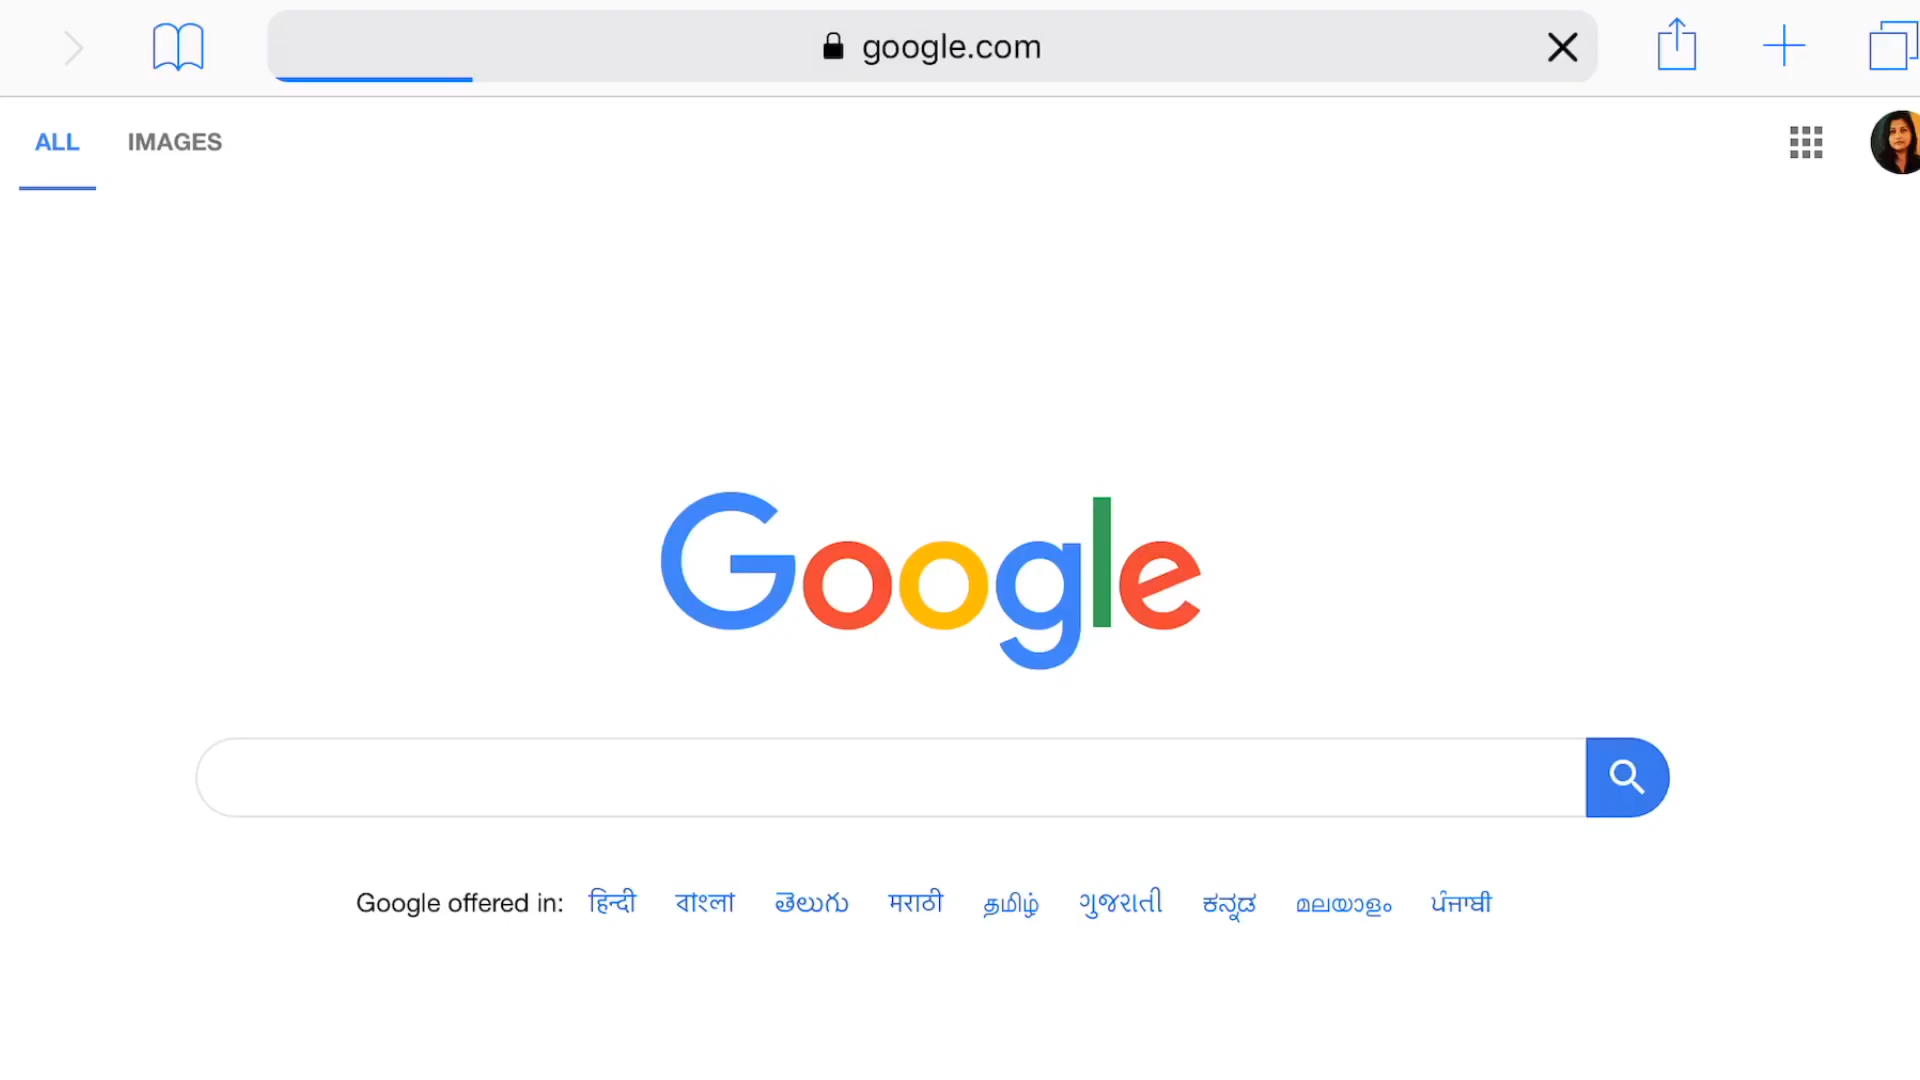 google.com
ALL IMAGES
Google
Google offered in: हिन्दी বাংলা తెలుగు मराठी தமிழ் ગુજરાતી ಕನ್ನಡ മലയാളം ਪੰਜਾਬੀ